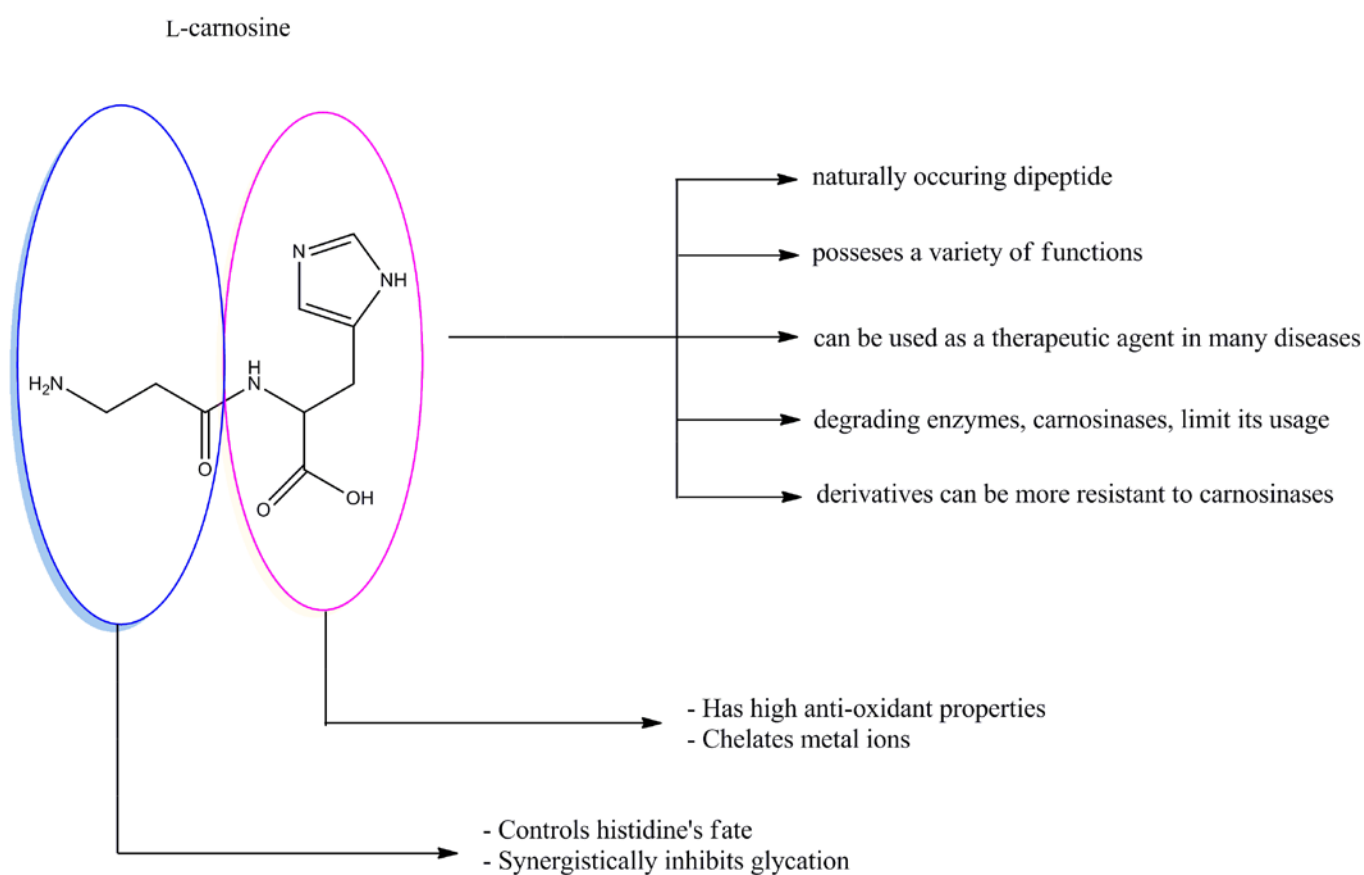 L-carnosine
N
NH
H₂N
H
N
O
O
OH
naturally occuring dipeptide
posseses a variety of functions
can be used as a therapeutic agent in many diseases
degrading enzymes, carnosinases, limit its usage
derivatives can be more resistant to carnosinases
- Has high anti-oxidant properties
- Chelates metal ions
- Controls histidine's fate
- Synergistically inhibits glycation